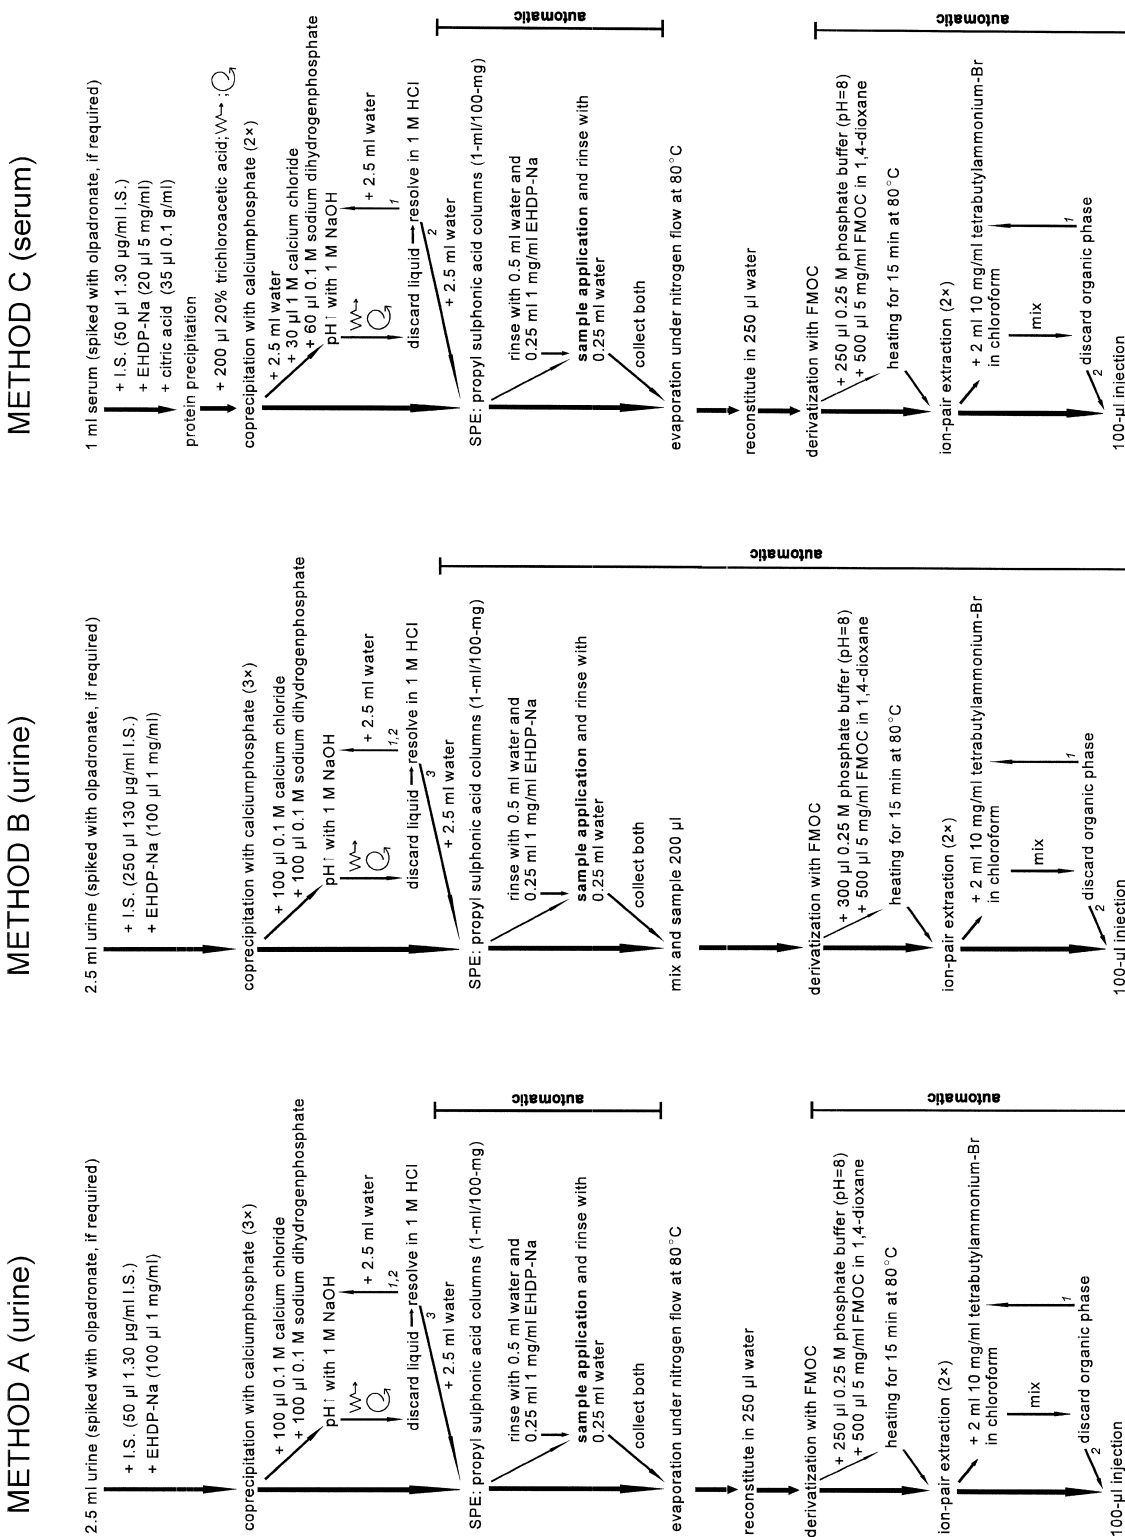 METHOD A (urine)
2.5 ml urine (spiked with olpadronate, if required)
+ I.S. (50 µl 1.30 µg/ml I.S.)
+ EHDP-Na (100 µl 1 mg/ml)
coprecipitation with calciumphosphate (3×)
+ 100 µl 0.1 M calcium chloride
+ 100 µl 0.1 M sodium dihydrogenphosphate
pH↑ with 1 M NaOH
+ 2.5 ml water
1,2
discard liquid → resolve in 1 M HCl
3
+ 2.5 ml water
SPE: propyl sulphonic acid columns (1-ml/100-mg)
rinse with 0.5 ml water and
0.25 ml 1 mg/ml EHDP-Na
sample application and rinse with
0.25 ml water
collect both
automatic
evaporation under nitrogen flow at 80°C
reconstitute in 250 µl water
derivatization with FMOC
+ 250 µl 0.25 M phosphate buffer (pH=8)
+ 500 µl 5 mg/ml FMOC in 1,4-dioxane
heating for 15 min at 80°C
ion-pair extraction (2×)
+ 2 ml 10 mg/ml tetrabutylammonium-Br
in chloroform
mix
1
discard organic phase
2
100-µl injection
automatic
METHOD B (urine)
2.5 ml urine (spiked with olpadronate, if required)
+ I.S. (250 µl 130 µg/ml I.S.)
+ EHDP-Na (100 µl 1 mg/ml)
coprecipitation with calciumphosphate (3×)
+ 100 µl 0.1 M calcium chloride
+ 100 µl 0.1 M sodium dihydrogenphosphate
pH↑ with 1 M NaOH
+ 2.5 ml water
1,2
discard liquid → resolve in 1 M HCl
3
+ 2.5 ml water
SPE: propyl sulphonic acid columns (1-ml/100-mg)
rinse with 0.5 ml water and
0.25 ml 1 mg/ml EHDP-Na
sample application and rinse with
0.25 ml water
collect both
mix and sample 200 µl
derivatization with FMOC
+ 300 µl 0.25 M phosphate buffer (pH=8)
+ 500 µl 5 mg/ml FMOC in 1,4-dioxane
heating for 15 min at 80°C
ion-pair extraction (2×)
+ 2 ml 10 mg/ml tetrabutylammonium-Br
in chloroform
mix
1
discard organic phase
2
100-µl injection
automatic
METHOD C (serum)
1 ml serum (spiked with olpadronate, if required)
+ I.S. (50 µl 1.30 µg/ml I.S.)
+ EHDP-Na (20 µl 5 mg/ml)
+ citric acid (35 µl 0.1 g/ml)
protein precipitation
+ 200 µl 20% trichloroacetic acid; ;
coprecipitation with calciumphosphate (2×)
+ 2.5 ml water
+ 30 µl 1 M calcium chloride
+ 60 µl 0.1 M sodium dihydrogenphosphate
pH↑ with 1 M NaOH
+ 2.5 ml water
1
discard liquid → resolve in 1 M HCl
2
+ 2.5 ml water
SPE: propyl sulphonic acid columns (1-ml/100-mg)
rinse with 0.5 ml water and
0.25 ml 1 mg/ml EHDP-Na
sample application and rinse with
0.25 ml water
collect both
automatic
evaporation under nitrogen flow at 80°C
reconstitute in 250 µl water
derivatization with FMOC
+ 250 µl 0.25 M phosphate buffer (pH=8)
+ 500 µl 5 mg/ml FMOC in 1,4-dioxane
heating for 15 min at 80°C
ion-pair extraction (2×)
+ 2 ml 10 mg/ml tetrabutylammonium-Br
in chloroform
mix
1
discard organic phase
2
100-µl injection
automatic